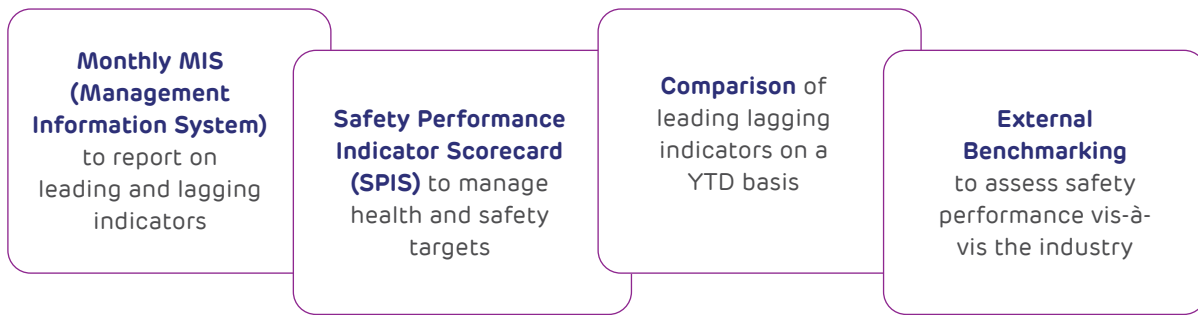 Monthly MIS
(Management
Information System)
to report on
leading and lagging
indicators
Safety Performance
Indicator Scorecard
(SPIS) to manage
health and safety
targets
Comparison of
leading lagging
indicators on a
YTD basis
External
Benchmarking
to assess safety
performance vis-à-
vis the industry